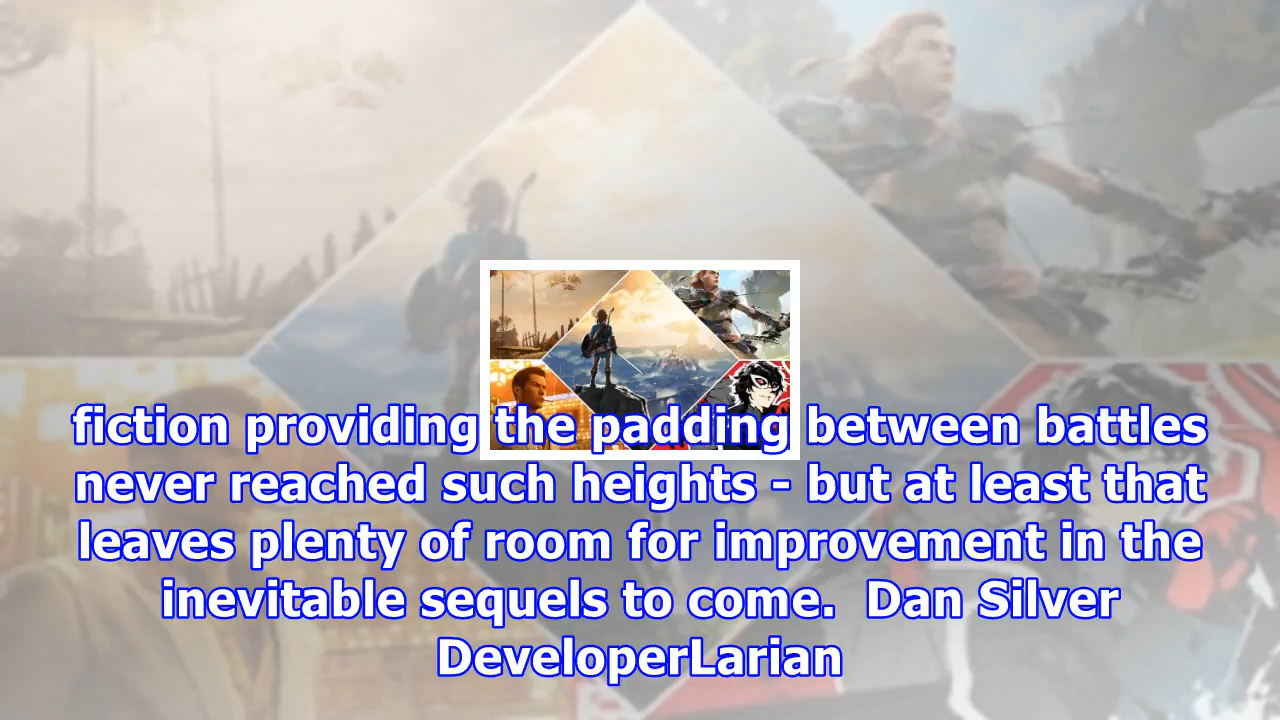 fiction providing the padding between battles
never reached such heights - but at least that
leaves plenty of room for improvement in the
inevitable sequels to come.  Dan Silver
DeveloperLarian